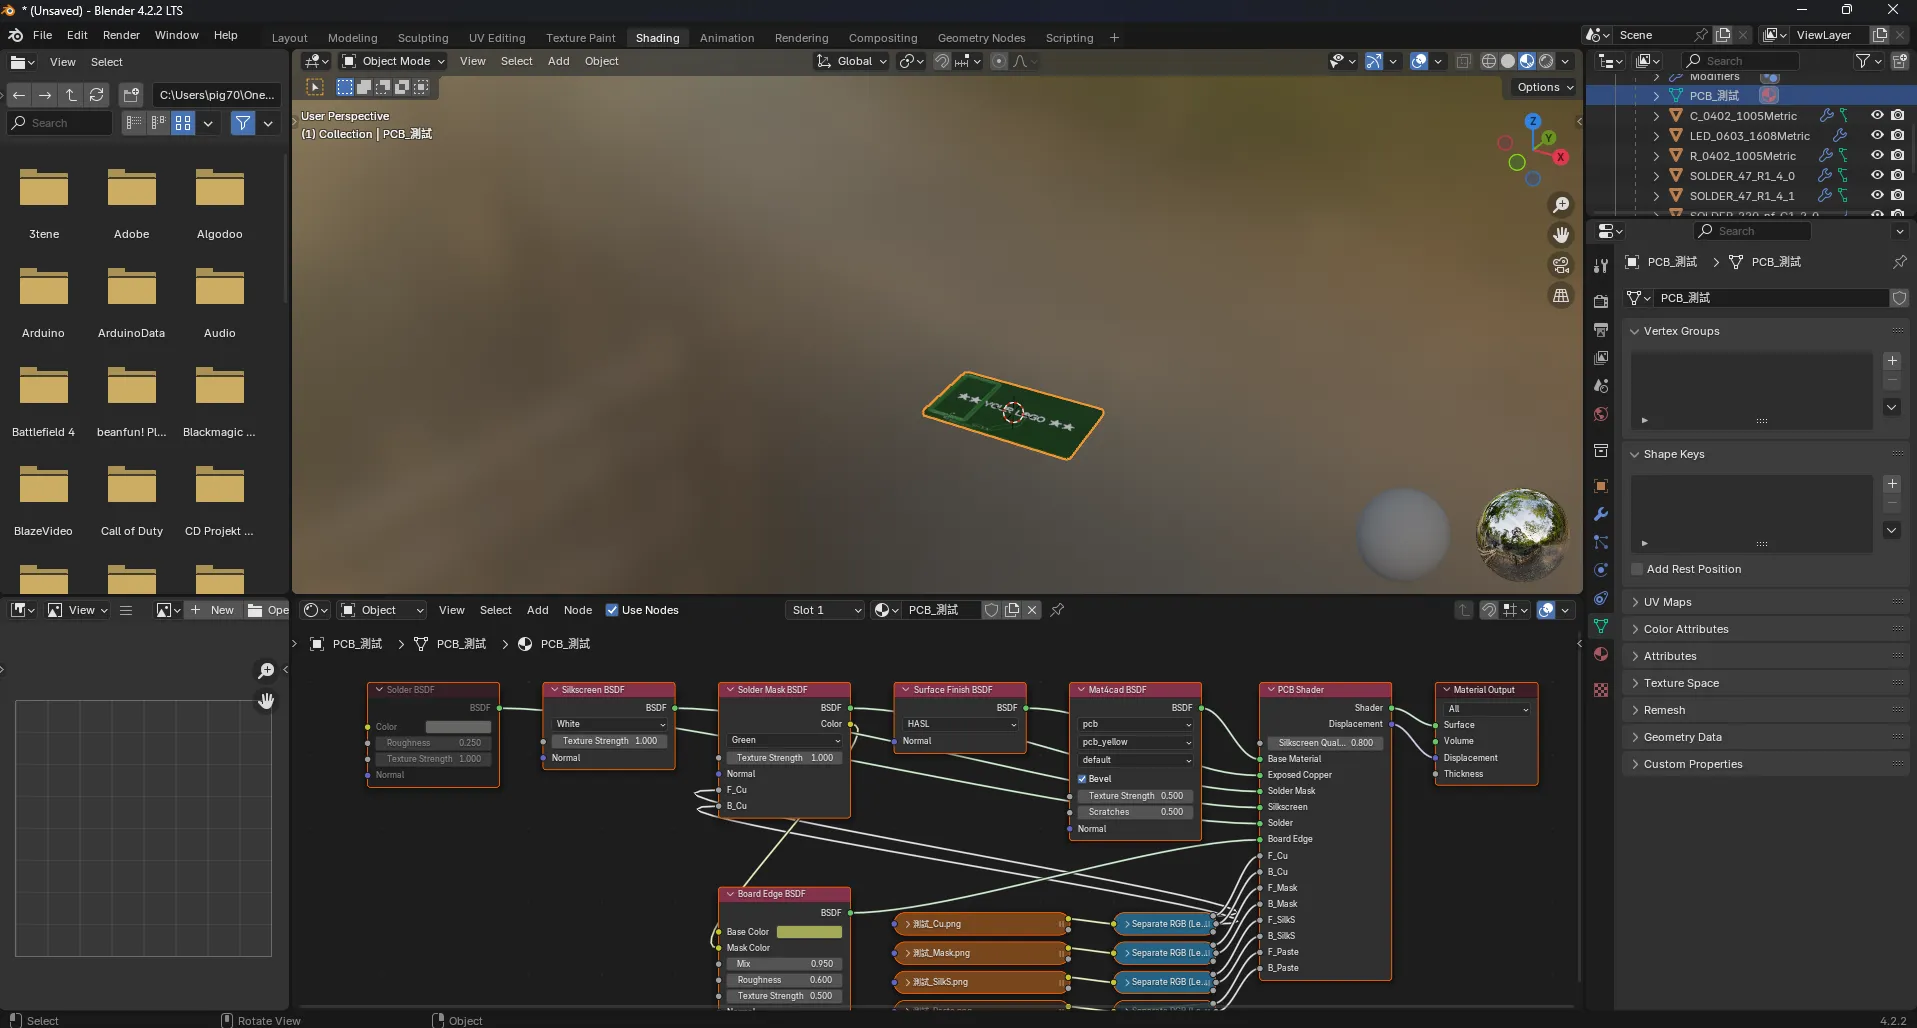 * (Unsaved) - Blender 4.2.2 LTS
File Edit Render Window Help
Layout Modeling Sculpting UV Editing Texture Paint Shading Animation Rendering Compositing Geometry Nodes Scripting +
Scene
ViewLayer
View Select
C:\Users\pig70\One...
Search
3tene Adobe Algodoo
Arduino ArduinoData Audio
Battlefield 4 beanfun! Pl... Blackmagic ...
BlazeVideo Call of Duty CD Projekt ...
Object Mode View Select Add Object
Global
Options
User Perspective
(1) Collection | PCB_測試
Z
Y
X
★★ YOUR LOGO ★★
Search
Modifiers
PCB_測試
C_0402_1005Metric
LED_0603_1608Metric
R_0402_1005Metric
SOLDER_47_R1_4_0
SOLDER_47_R1_4_1
Search
PCB_測試 > PCB_測試
PCB_測試
Vertex Groups
Shape Keys
Add Rest Position
UV Maps
Color Attributes
Attributes
Texture Space
Remesh
Geometry Data
Custom Properties
View
New
Ope
Object View Select Add Node Use Nodes
Slot 1
PCB_測試
PCB_測試 > PCB_測試 > PCB_測試
Solder BSDF
BSDF
Color
Roughness 0.250
Texture Strength 1.000
Normal
Silkscreen BSDF
BSDF
White
Texture Strength 1.000
Normal
Solder Mask BSDF
BSDF
Color
Green
Texture Strength 1.000
Normal
F_Cu
B_Cu
Surface Finish BSDF
BSDF
HASL
Normal
Mat4cad BSDF
BSDF
pcb
pcb_yellow
default
Bevel
Texture Strength 0.500
Scratches 0.500
Normal
PCB Shader
Shader
Displacement
Silkscreen Qual... 0.800
Base Material
Exposed Copper
Solder Mask
Silkscreen
Solder
Board Edge
F_Cu
B_Cu
F_Mask
B_Mask
F_SilkS
B_SilkS
F_Paste
B_Paste
Material Output
All
Surface
Volume
Displacement
Thickness
Board Edge BSDF
BSDF
Base Color
Mask Color
Mix 0.950
Roughness 0.600
Texture Strength 0.500
測試_Cu.png
Separate RGB (Le...
測試_Mask.png
Separate RGB (Le...
測試_SilkS.png
Separate RGB (Le...
Select
Rotate View
Object
4.2.2